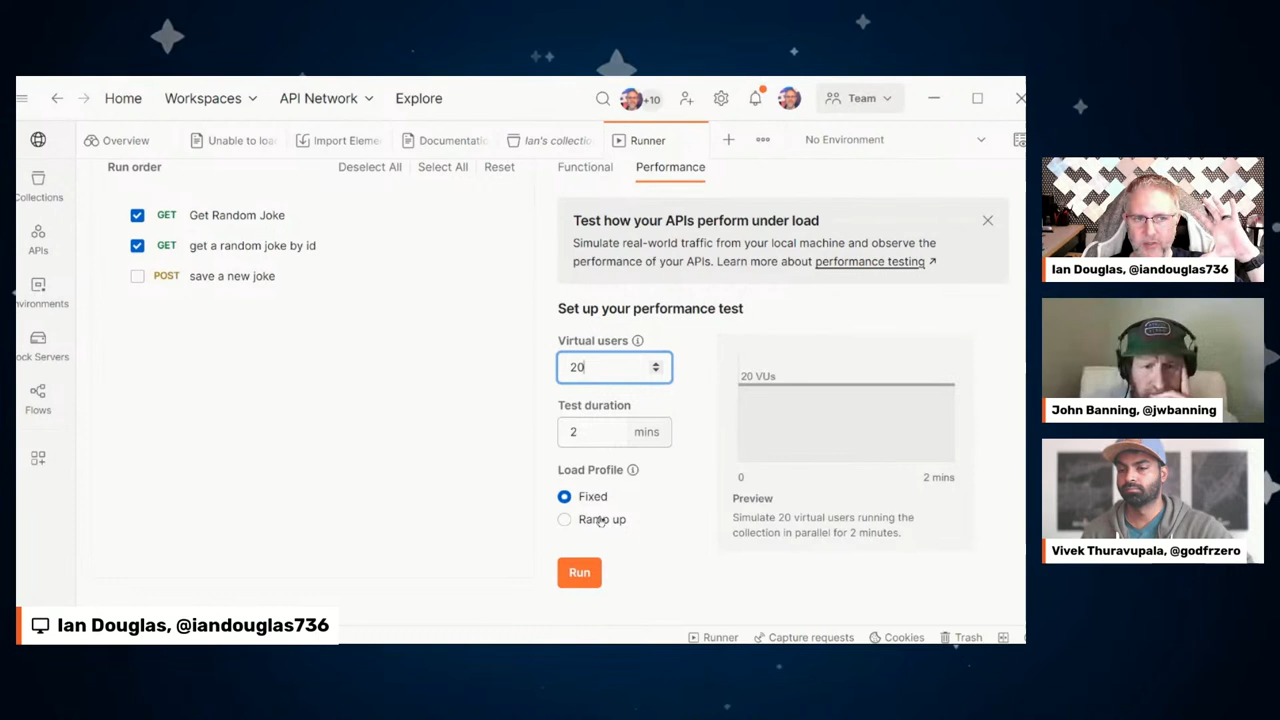 Home
Workspaces
API Network
Explore
+10
Team
Overview
Unable to loa
Import Eleme
Documentatio
Ian's collectio
Runner
No Environment
Collections
APIs
nvironments
ock Servers
Flows
Run order
Deselect All
Select All
Reset
GET Get Random Joke
GET get a random joke by id
POST save a new joke
Functional
Performance
Test how your APIs perform under load
Simulate real-world traffic from your local machine and observe the
performance of your APIs. Learn more about performance testing ↗
Set up your performance test
Virtual users
20
Test duration
2 mins
Load Profile
Fixed
Ramp up
Run
20 VUs
0
2 mins
Preview
Simulate 20 virtual users running the
collection in parallel for 2 minutes.
Runner
Capture requests
Cookies
Trash
Ian Douglas, @iandouglas736
Ian Douglas, @iandouglas736
John Banning, @jwbanning
Vivek Thuravupala, @godfrzero